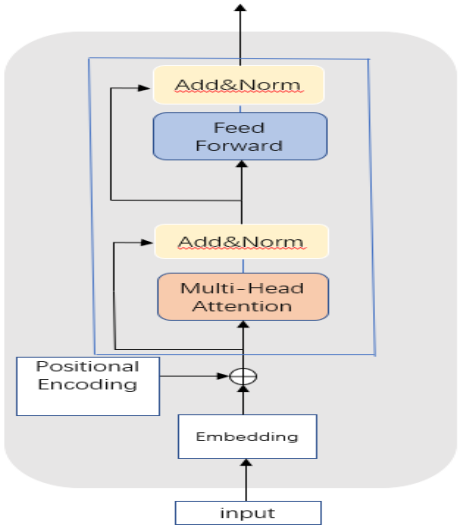 Add&Norm
Feed
Forward
Add&Norm
Multi-Head
Attention
Positional
Encoding
Embedding
input